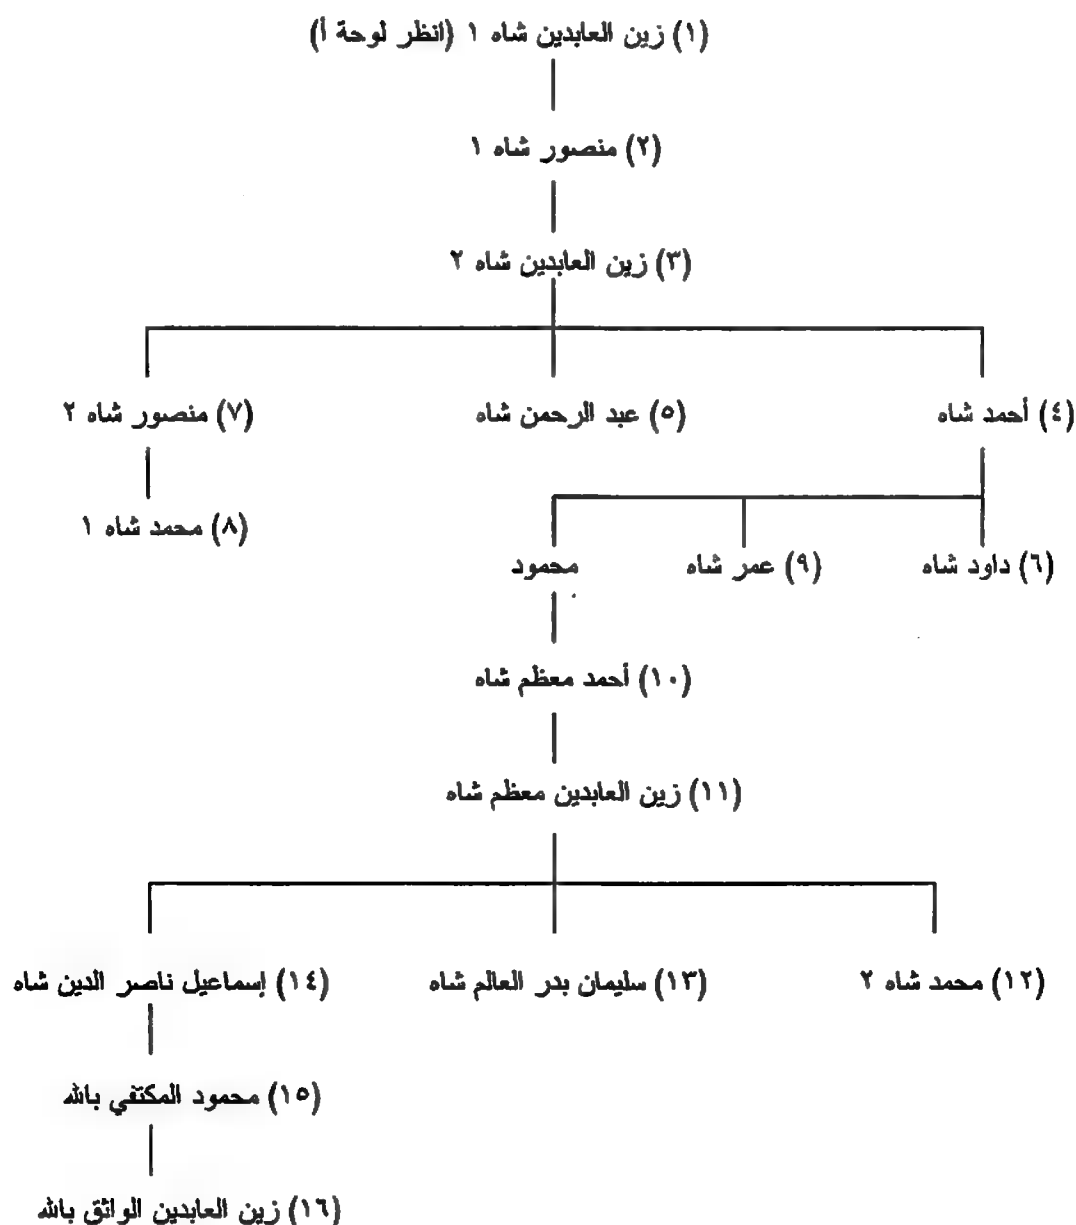 (١) زين العابدين شاه ١ (انظر لوحة أ)
(٢) منصور شاه ١
(٣) زين العابدين شاه ٢
(٤) أحمد شاه (٥) عبد الرحمن شاه (٧) منصور شاه ٢
(٨) محمد شاه ١
(٦) داود شاه (٩) عمر شاه محمود
(١٠) أحمد معظم شاه
(١١) زين العابدين معظم شاه
(١٢) محمد شاه ٢ (١٣) سليمان بدر العالم شاه (١٤) إسماعيل ناصر الدين شاه
(١٥) محمود المكتفي بالله
(١٦) زين العابدين الواثق بالله